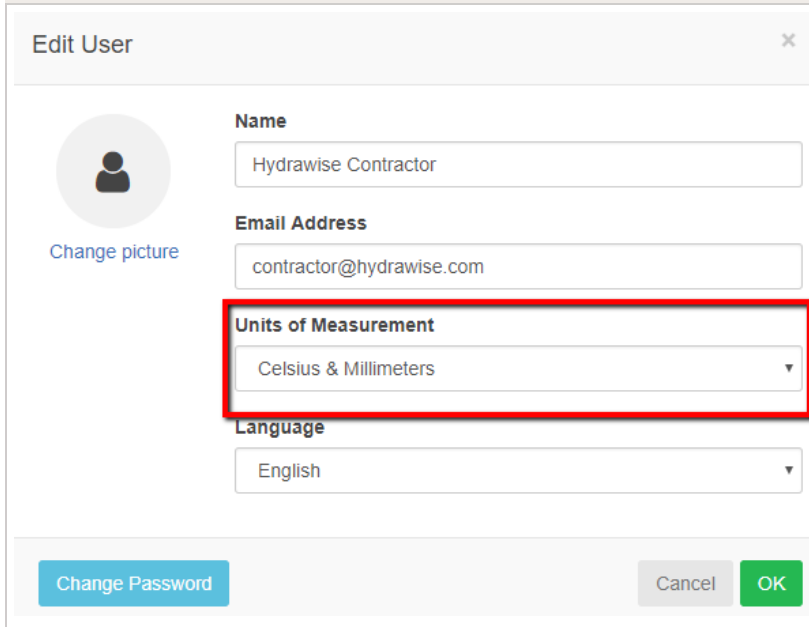 Edit User
×
Name
Hydrawise Contractor
Change picture
Email Address
contractor@hydrawise.com
Units of Measurement
Celsius & Millimeters
Language
English
Change Password
Cancel
OK